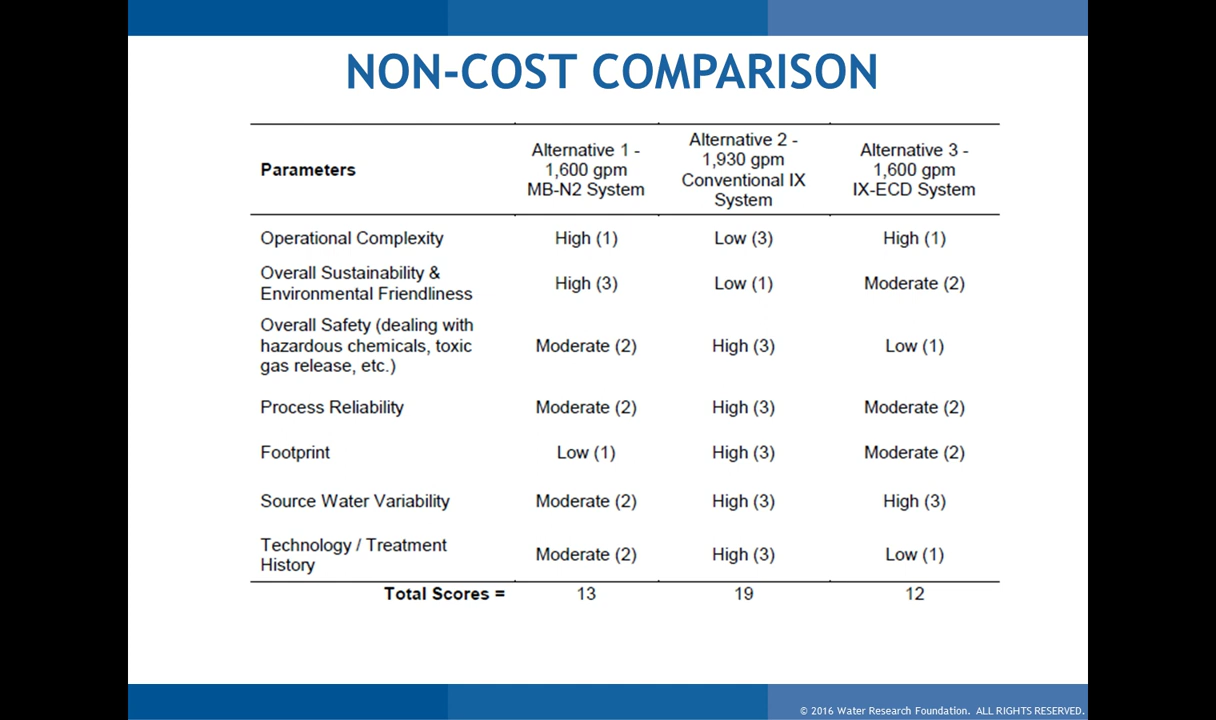 NON-COST COMPARISON
Parameters
Alternative 1 -
1,600 gpm
MB-N2 System
Alternative 2 -
1,930 gpm
Conventional IX
System
Alternative 3 -
1,600 gpm
IX-ECD System
Operational Complexity High (1) Low (3) High (1)
Overall Sustainability &
Environmental Friendliness
High (3) Low (1) Moderate (2)
Overall Safety (dealing with
hazardous chemicals, toxic
gas release, etc.)
Moderate (2) High (3) Low (1)
Process Reliability Moderate (2) High (3) Moderate (2)
Footprint Low (1) High (3) Moderate (2)
Source Water Variability Moderate (2) High (3) High (3)
Technology / Treatment
History
Moderate (2) High (3) Low (1)
Total Scores = 13 19 12
© 2016 Water Research Foundation. ALL RIGHTS RESERVED.